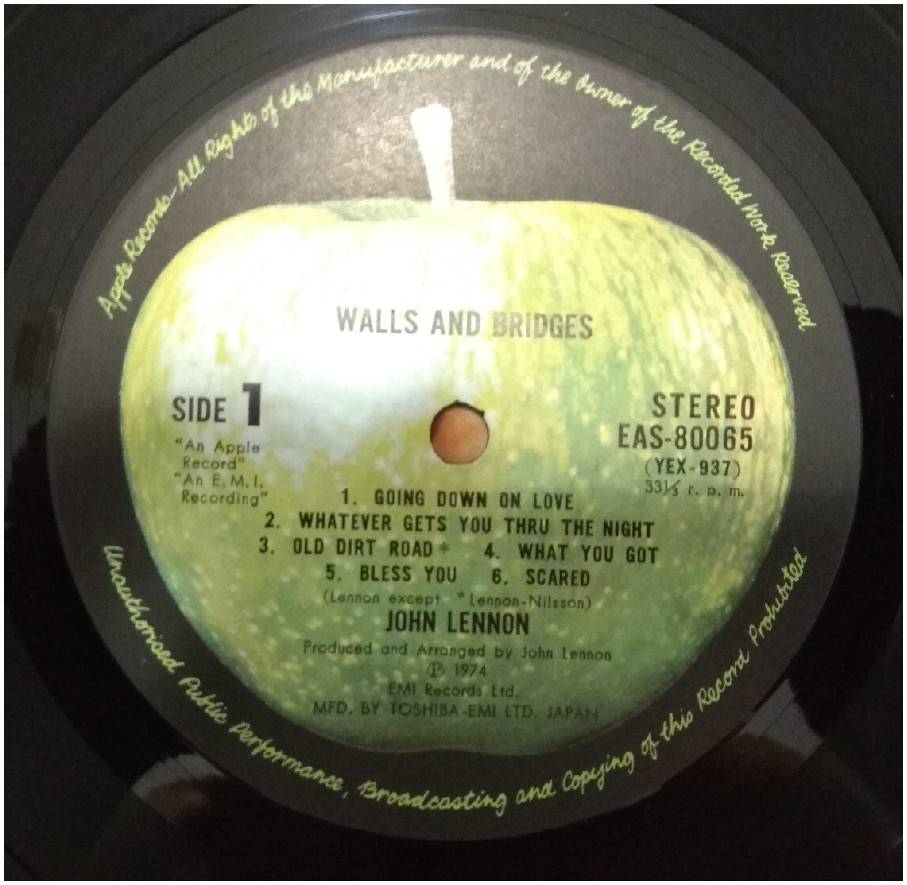 Apple Records-All Rights of the Manufacturer and of the Owner of the Recorded Work Reserved
WALLS AND BRIDGES
SIDE 1
STEREO
EAS-80065
"An Apple
Record"
(YEX-937)
"An E.M.I.
Recording"
33⅓ r. p. m.
1. GOING DOWN ON LOVE
2. WHATEVER GETS YOU THRU THE NIGHT
3. OLD DIRT ROAD* 4. WHAT YOU GOT
5. BLESS YOU 6. SCARED
(Lennon except *Lennon-Nilsson)
JOHN LENNON
Produced and Arranged by John Lennon
Ⓟ 1974
EMI Records Ltd.
MFD. BY TOSHIBA-EMI LTD. JAPAN
Unauthorised Public Performance, Broadcasting and Copying of this Record Prohibited